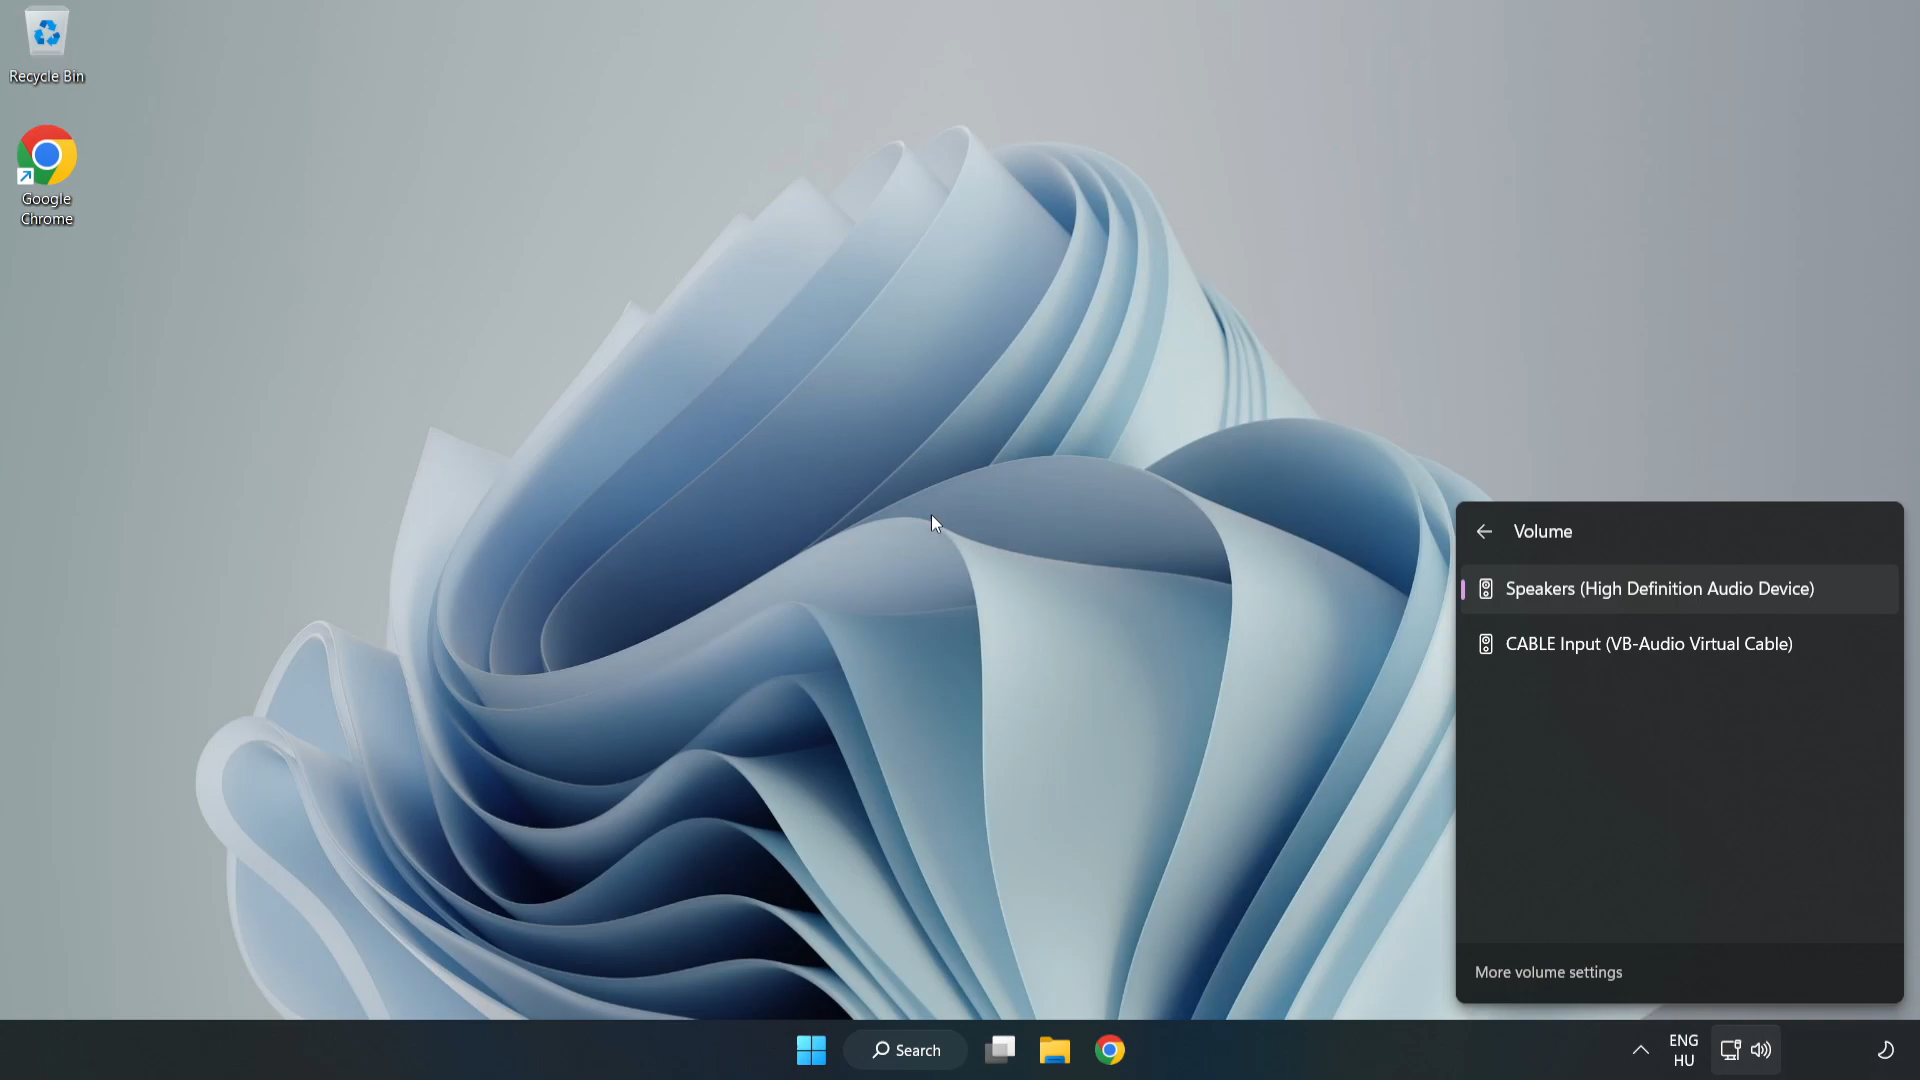 Recycle Bin
Google
Chrome
Volume
Speakers (High Definition Audio Device)
CABLE Input (VB-Audio Virtual Cable)
More volume settings
Search
ENG
HU